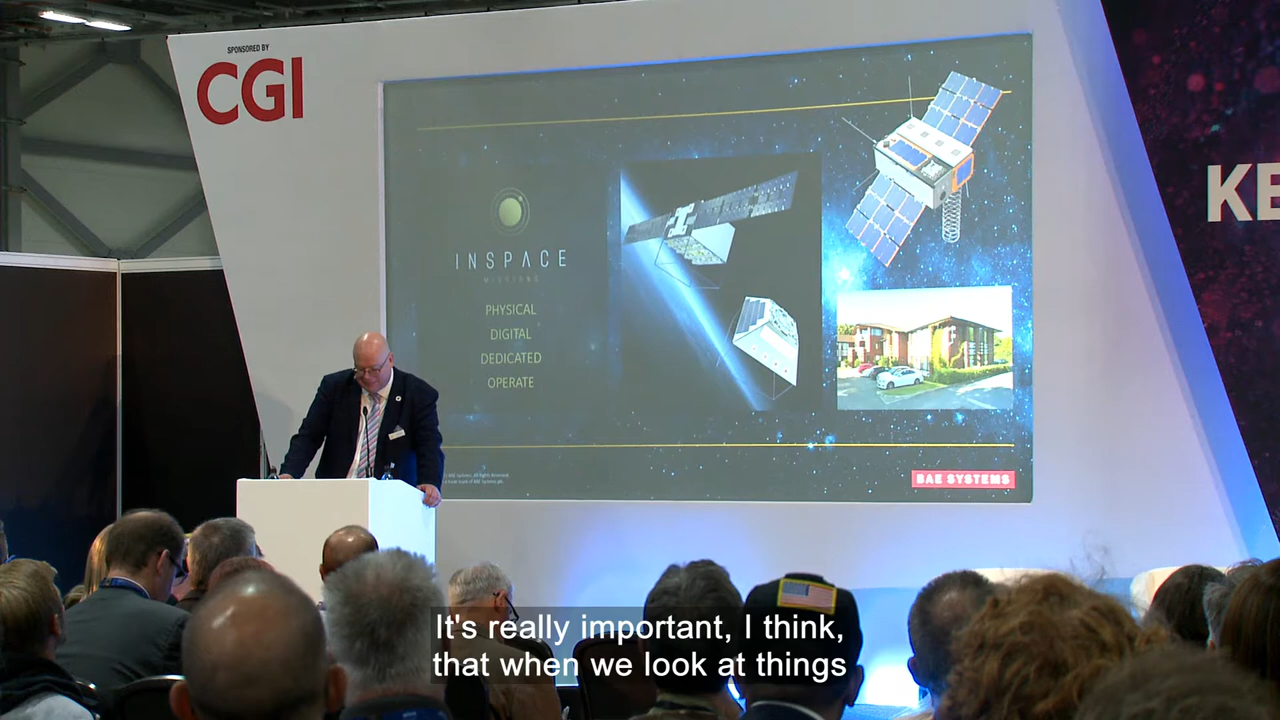 SPONSORED BY
CGI
KE
INSPACE
MISSIONS
PHYSICAL
DIGITAL
DEDICATED
OPERATE
BAE SYSTEMS
It's really important, I think,
that when we look at things